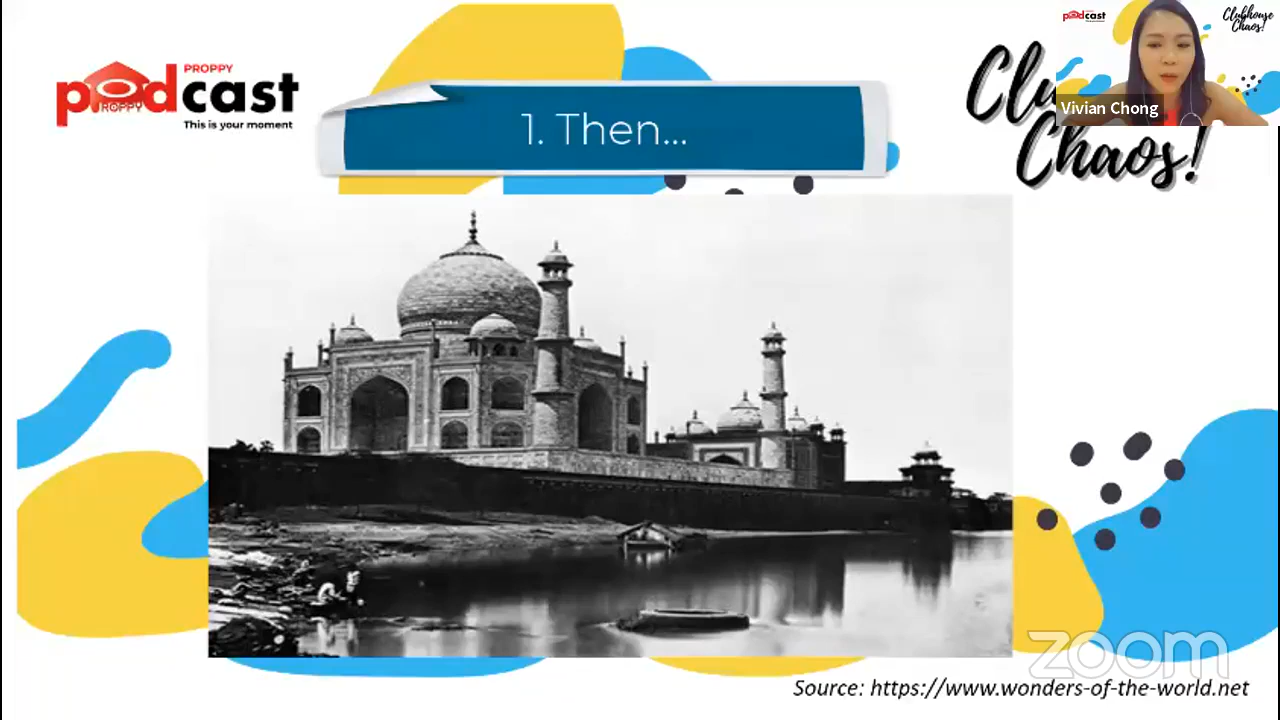 PROPPY
podcast
PROPPY
This is your moment
1. Then...
Clu
Chaos!
podcast
Clubhouse
Chaos!
Vivian Chong
zoom
Source: https://www.wonders-of-the-world.net